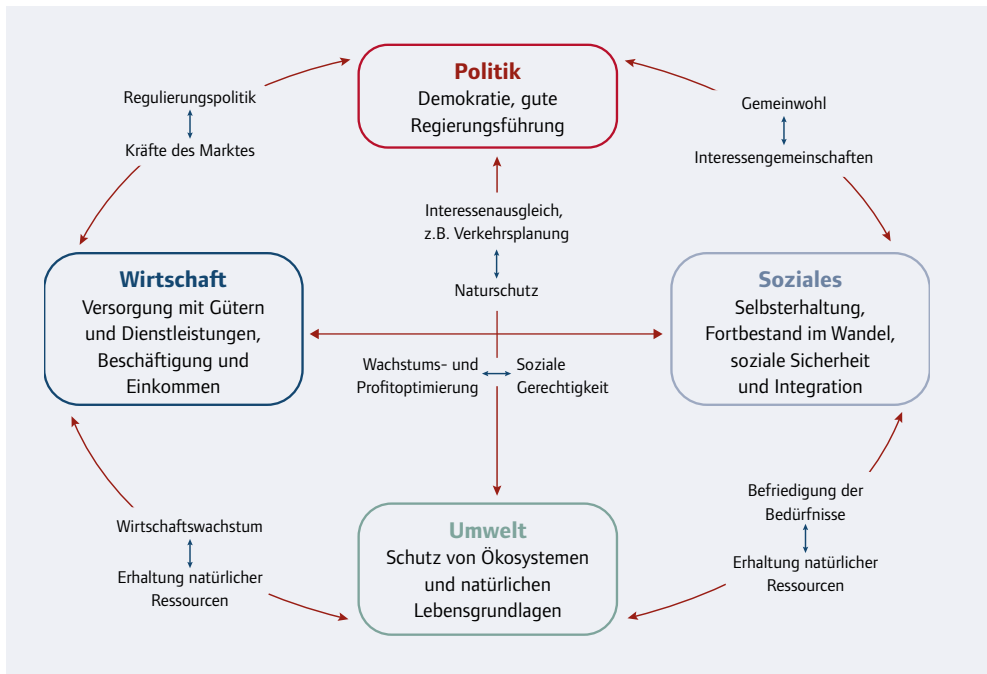 Politik
Demokratie, gute
Regierungsführung
Regulierungspolitik
Kräfte des Marktes
Gemeinwohl
Interessengemeinschaften
Interessenausgleich,
z.B. Verkehrsplanung
Naturschutz
Wirtschaft
Versorgung mit Gütern
und Dienstleistungen,
Beschäftigung und
Einkommen
Soziales
Selbsterhaltung,
Fortbestand im Wandel,
soziale Sicherheit
und Integration
Wachstums- und
Profitoptimierung
Soziale
Gerechtigkeit
Wirtschaftswachstum
Erhaltung natürlicher
Ressourcen
Befriedigung der
Bedürfnisse
Erhaltung natürlicher
Ressourcen
Umwelt
Schutz von Ökosystemen
und natürlichen
Lebensgrundlagen